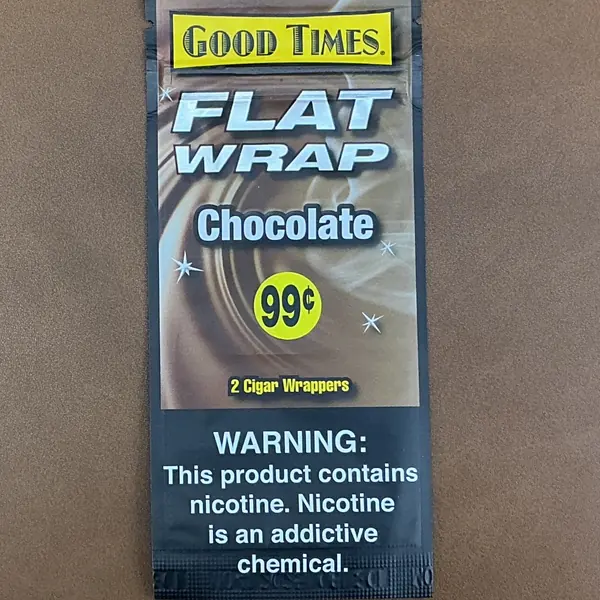 GOOD TIMES®
FLAT
WRAP
Chocolate
99¢
2 Cigar Wrappers
WARNING:
This product contains
nicotine. Nicotine
is an addictive
chemical.